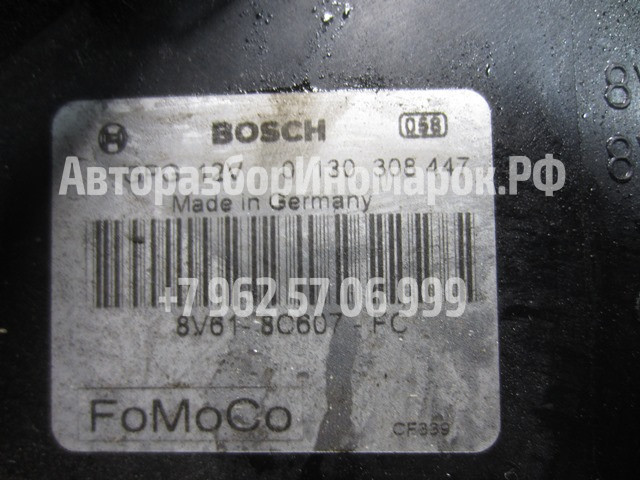 BOSCH 058
12V 0 130 308 447
АвторазборИномарок.РФ
Made in Germany
+7 962 57 06 999
8V61-8C607-FC
FoMoCo
CF339